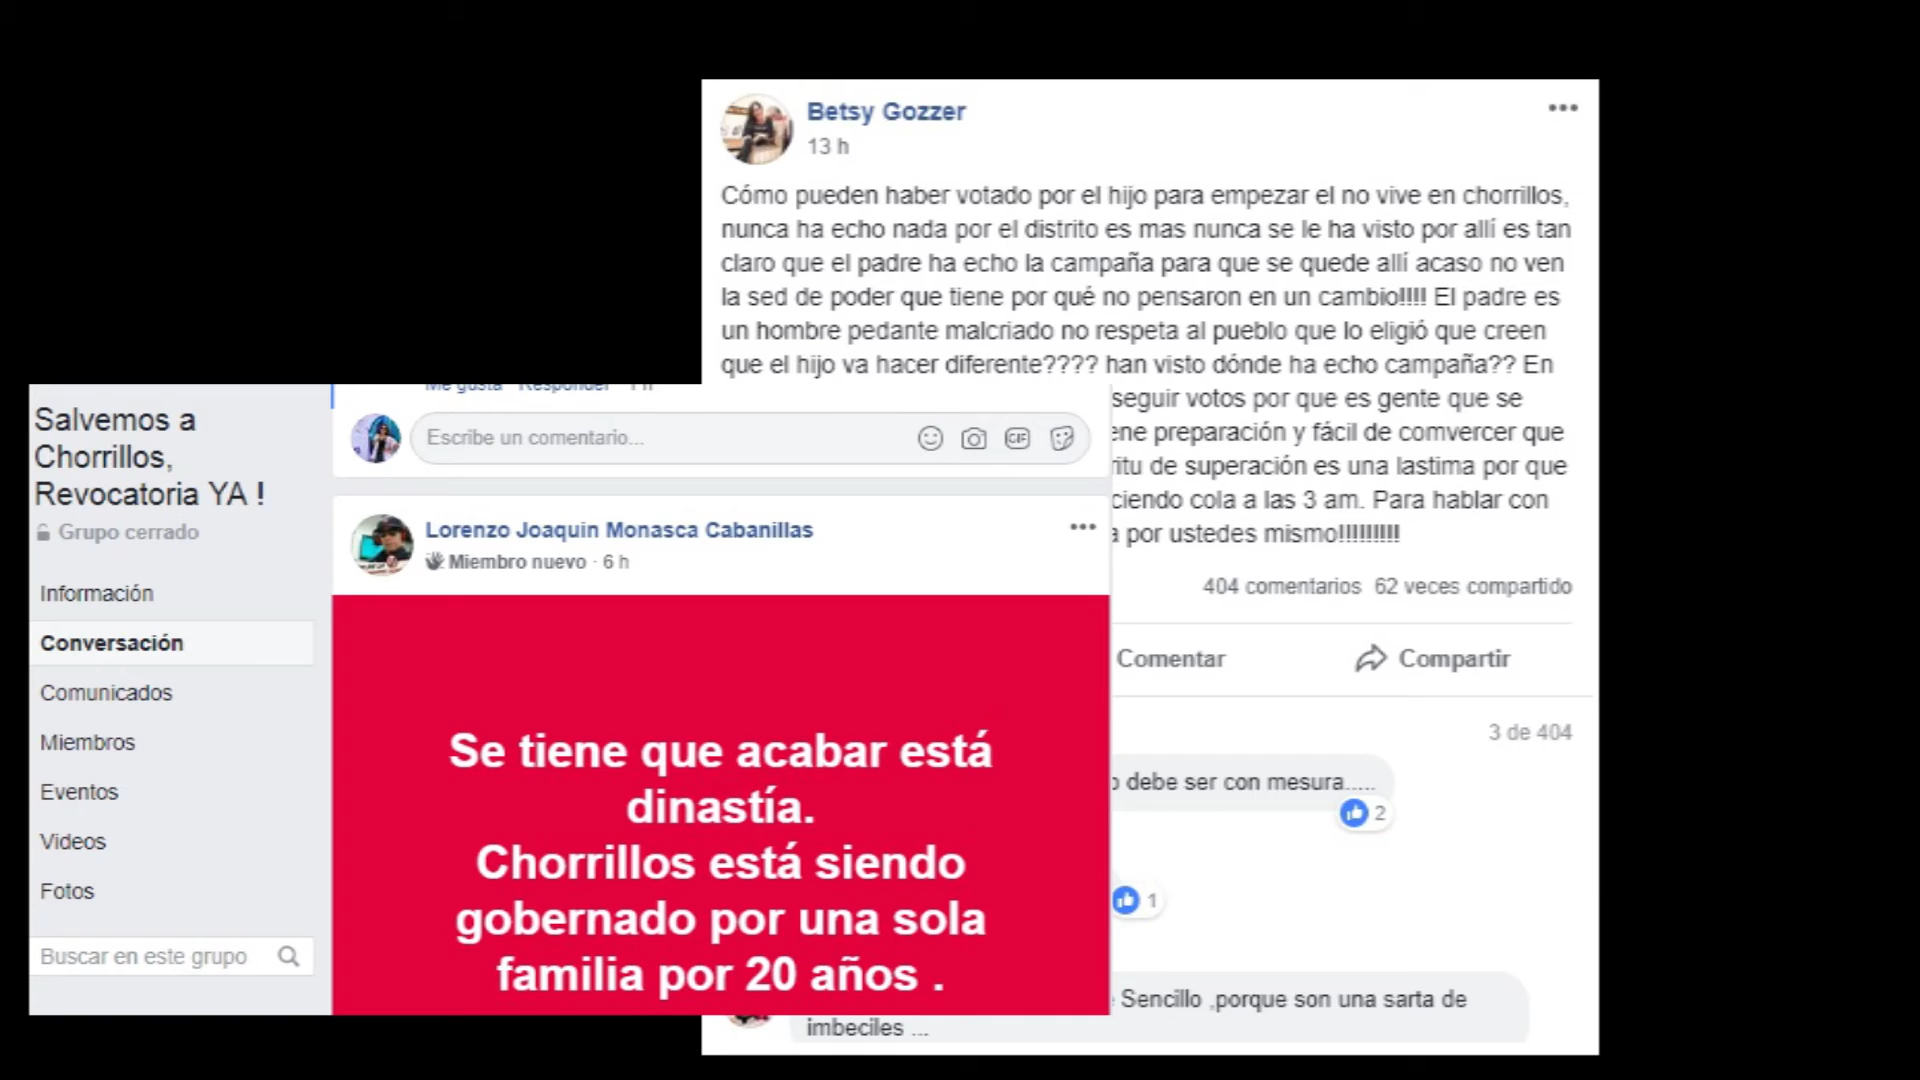 Betsy Gozzer
13 h
Cómo pueden haber votado por el hijo para empezar el no vive en chorrillos,
nunca ha echo nada por el distrito es mas nunca se le ha visto por allí es tan
claro que el padre ha echo la campaña para que se quede allí acaso no ven
la sed de poder que tiene por qué no pensaron en un cambio!!!! El padre es
un hombre pedante malcriado no respeta al pueblo que lo eligió que creen
que el hijo va hacer diferente???? han visto dónde ha echo campaña?? En
seguir votos por que es gente que se
ene preparación y fácil de comvercer que
ritu de superación es una lastima por que
ciendo cola a las 3 am. Para hablar con
a por ustedes mismo!!!!!!!!!
404 comentarios 62 veces compartido
Comentar Compartir
3 de 404
o debe ser con mesura.....
2
1
Sencillo ,porque son una sarta de
imbeciles ...
Salvemos a
Chorrillos,
Revocatoria YA !
Grupo cerrado
Información
Conversación
Comunicados
Miembros
Eventos
Videos
Fotos
Buscar en este grupo
Me gusta Responder 1 h
Escribe un comentario...
GIF
Lorenzo Joaquin Monasca Cabanillas
Miembro nuevo · 6 h
Se tiene que acabar está
dinastía.
Chorrillos está siendo
gobernado por una sola
familia por 20 años .